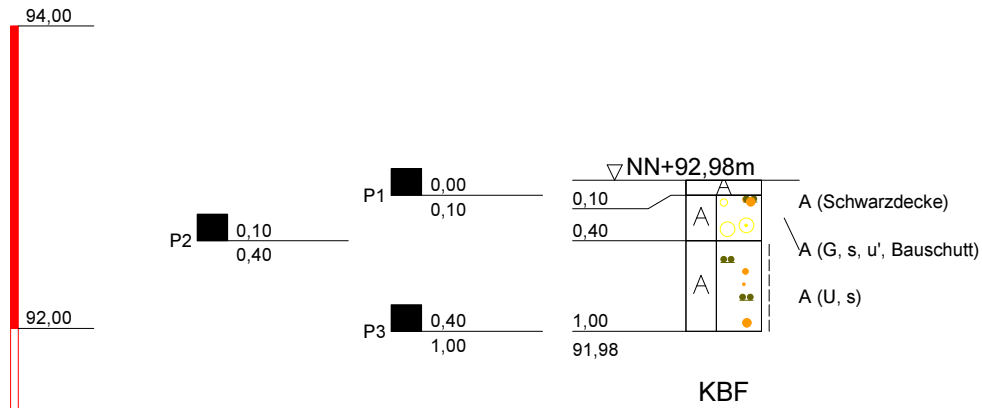 94,00
NN+92,98m
A
P1
0,00
0,10
0,10
A
A (Schwarzdecke)
P2
0,10
0,40
0,40
A (G, s, u', Bauschutt)
A
A (U, s)
92,00
P3
0,40
1,00
1,00
91,98
KBF